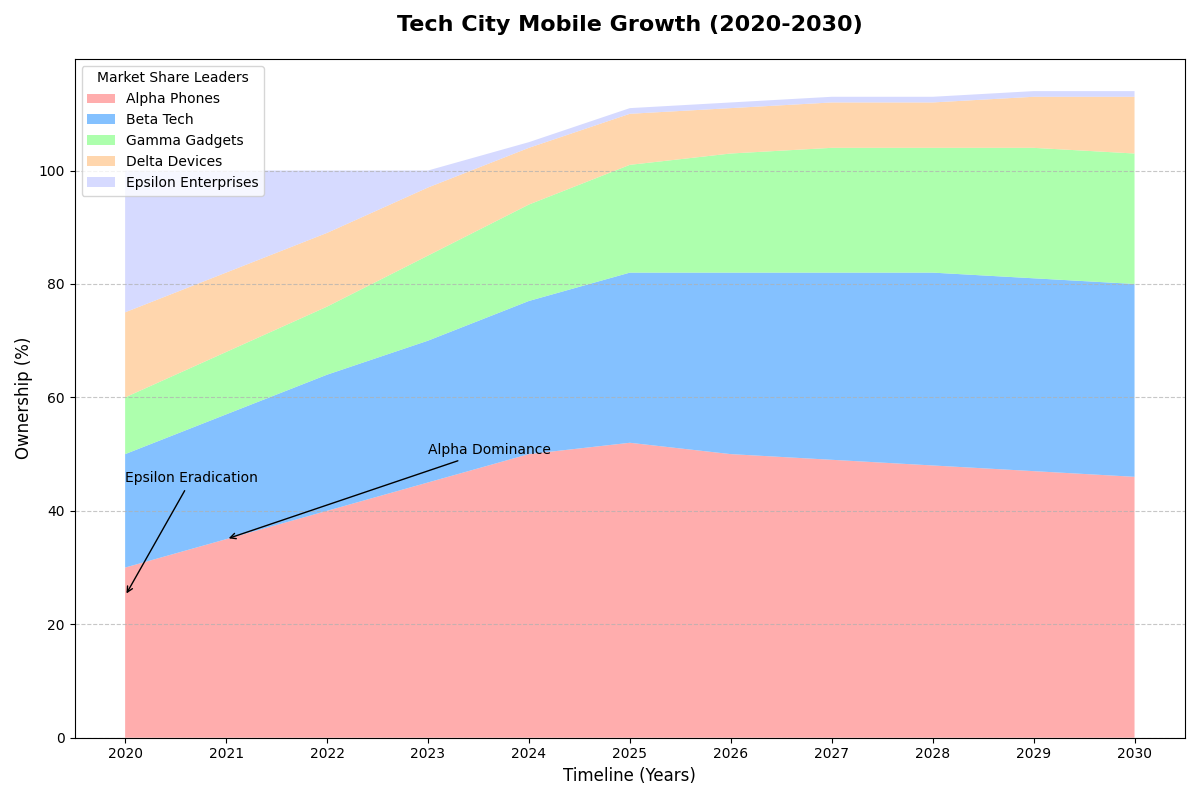 Tech City Mobile Growth (2020-2030)
Market Share Leaders
Alpha Phones
Beta Tech
Gamma Gadgets
Delta Devices
Epsilon Enterprises
Ownership (%)
100
80
60
40
20
0
Alpha Dominance
Epsilon Eradication
2020 2021 2022 2023 2024 2025 2026 2027 2028 2029 2030
Timeline (Years)